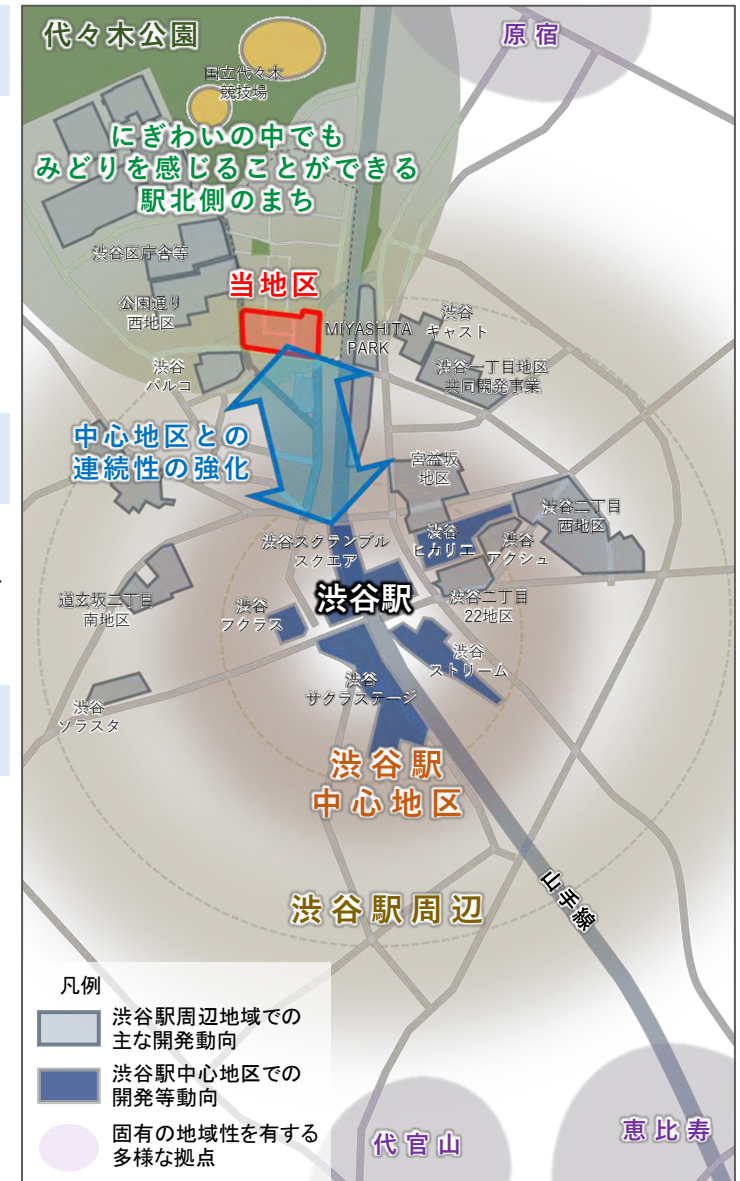 代々木公園
原宿
国立代々木
競技場
にぎわいの中でも
みどりを感じることができる
駅北側のまち
渋谷区庁舎等
当地区
公園通り
西地区
MIYASHITA
PARK
渋谷
キャスト
渋谷
パルコ
渋谷一丁目地区
共同開発事業
中心地区との
連続性の強化
宮益坂
地区
渋谷二丁目
西地区
渋谷スクランブル
スクエア
渋谷
ヒカリエ
渋谷
アクシュ
渋谷駅
道玄坂二丁目
南地区
渋谷
フクラス
渋谷二丁目
22地区
渋谷
ストリーム
渋谷
サクラステージ
渋谷
ソラスタ
渋谷駅
中心地区
山手線
渋谷駅周辺
凡例
渋谷駅周辺地域での
主な開発動向
渋谷駅中心地区での
開発等動向
固有の地域性を有する
多様な拠点
代官山
恵比寿